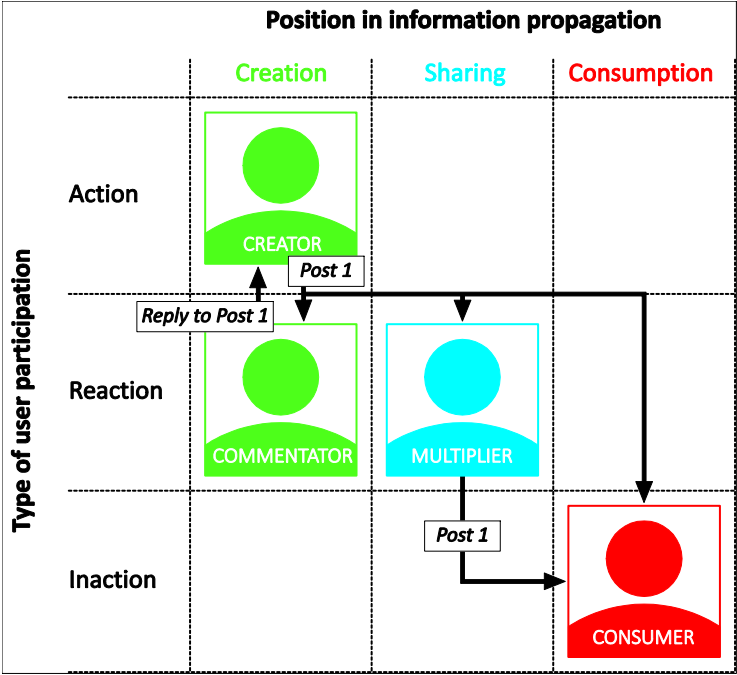 Position in information propagation
Creation
Sharing
Consumption
Type of user participation
Action
CREATOR
Post 1
Reply to Post 1
Reaction
COMMENTATOR
MULTIPLIER
Post 1
Inaction
CONSUMER